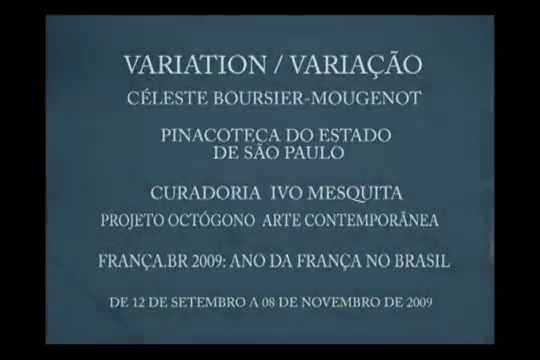 VARIATION / VARIAÇÃO
CÉLESTE BOURSIER-MOUGENOT
PINACOTECA DO ESTADO
DE SÃO PAULO
CURADORIA IVO MESQUITA
PROJETO OCTÓGONO ARTE CONTEMPORÂNEA
FRANÇA.BR 2009: ANO DA FRANÇA NO BRASIL
DE 12 DE SETEMBRO A 08 DE NOVEMBRO DE 2009